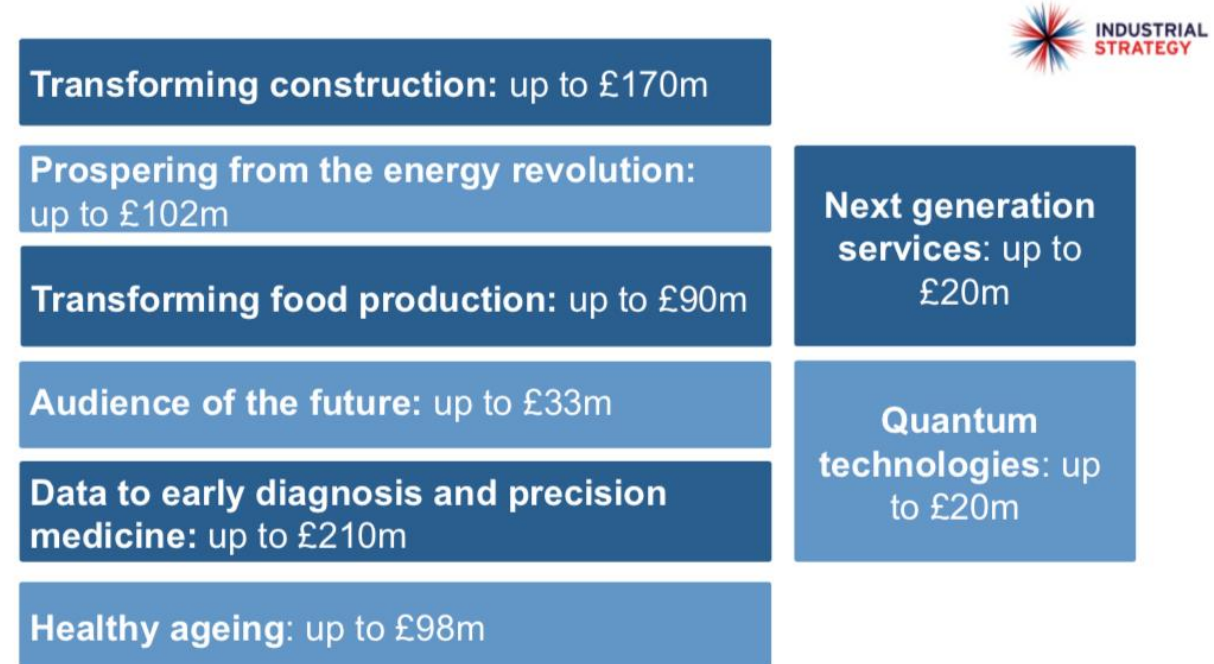 INDUSTRIAL
STRATEGY
Transforming construction: up to £170m
Prospering from the energy revolution:
up to £102m
Transforming food production: up to £90m
Audience of the future: up to £33m
Data to early diagnosis and precision
medicine: up to £210m
Healthy ageing: up to £98m
Next generation
services: up to
£20m
Quantum
technologies: up
to £20m